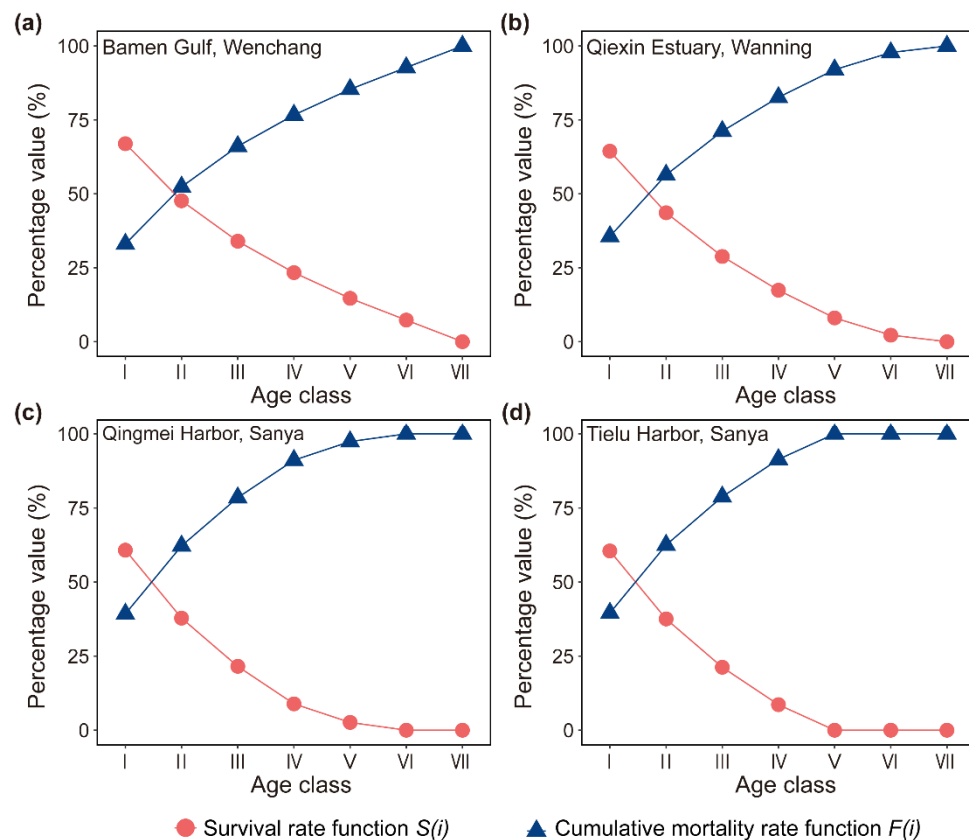 (a)
Bamen Gulf, Wenchang
Percentage value (%)
100
75
50
25
0
I II III IV V VI VII
Age class
(b)
Qiexin Estuary, Wanning
Percentage value (%)
100
75
50
25
0
I II III IV V VI VII
Age class
(c)
Qingmei Harbor, Sanya
Percentage value (%)
100
75
50
25
0
I II III IV V VI VII
Age class
(d)
Tielu Harbor, Sanya
Percentage value (%)
100
75
50
25
0
I II III IV V VI VII
Age class
Survival rate function S(i)
Cumulative mortality rate function F(i)